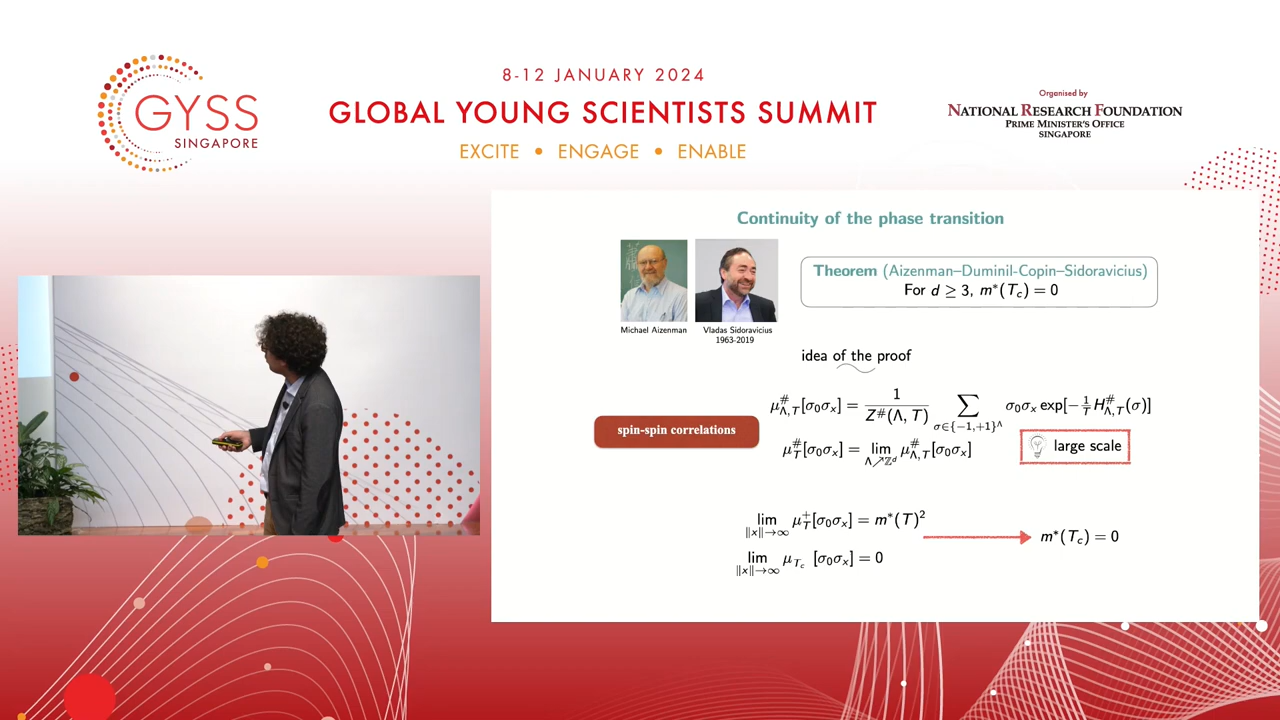 GYSS
SINGAPORE
8-12 JANUARY 2024
GLOBAL YOUNG SCIENTISTS SUMMIT
EXCITE • ENGAGE • ENABLE
Organised by
NATIONAL RESEARCH FOUNDATION
PRIME MINISTER'S OFFICE
SINGAPORE
Continuity of the phase transition
Michael Aizenman
Vladas Sidoravicius
1963-2019
Theorem (Aizenman–Duminil-Copin–Sidoravicius)
For d ≥ 3, m*(T_c) = 0
idea of the proof
spin-spin correlations
μ^#_{Λ,T}[σ_0σ_x] = 1/Z^#(Λ, T) ∑_{σ∈{−1,+1}^Λ} σ_0σ_x exp[−1/T H^#_{Λ,T}(σ)]
μ^#_T[σ_0σ_x] = lim_{Λ↗ℤ^d} μ^#_{Λ,T}[σ_0σ_x]
large scale
lim_{‖x‖→∞} μ^+_T[σ_0σ_x] = m*(T)^2
lim_{‖x‖→∞} μ_{T_c} [σ_0σ_x] = 0
m*(T_c) = 0